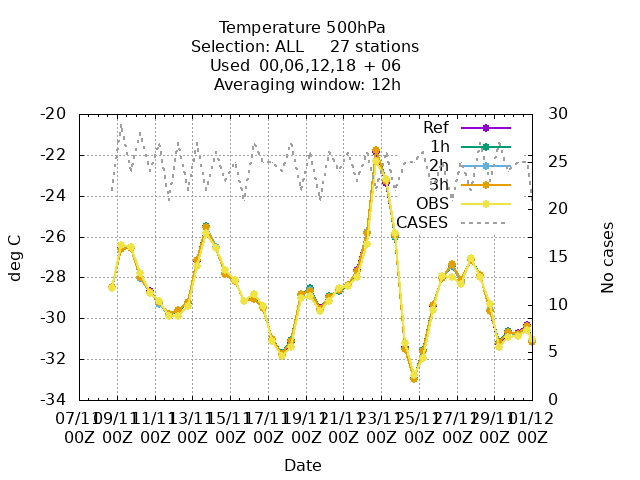 Temperature 500hPa
Selection: ALL 27 stations
Used 00,06,12,18 + 06
Averaging window: 12h
-20
-22
-24
-26
-28
-30
-32
-34
deg C
30
25
20
15
10
5
0
No cases
Ref
1h
2h
3h
OBS
CASES
07/11 09/11 11/11 13/11 15/11 17/11 19/11 21/11 23/11 25/11 27/11 29/11 01/12
00Z 00Z 00Z 00Z 00Z 00Z 00Z 00Z 00Z 00Z 00Z 00Z 00Z
Date